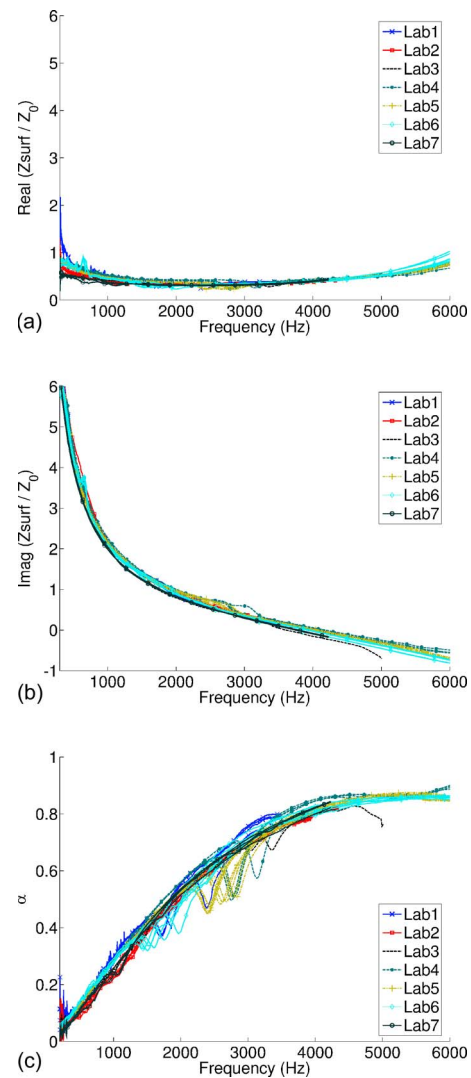 6
5
4
3
2
1
0
Real (Zsurf / Z0)
1000 2000 3000 4000 5000 6000
Frequency (Hz)
Lab1
Lab2
Lab3
Lab4
Lab5
Lab6
Lab7
(a)
6
5
4
3
2
1
0
-1
Imag (Zsurf / Z0)
1000 2000 3000 4000 5000 6000
Frequency (Hz)
Lab1
Lab2
Lab3
Lab4
Lab5
Lab6
Lab7
(b)
1
0.8
0.6
0.4
0.2
0
α
1000 2000 3000 4000 5000 6000
Frequency (Hz)
Lab1
Lab2
Lab3
Lab4
Lab5
Lab6
Lab7
(c)